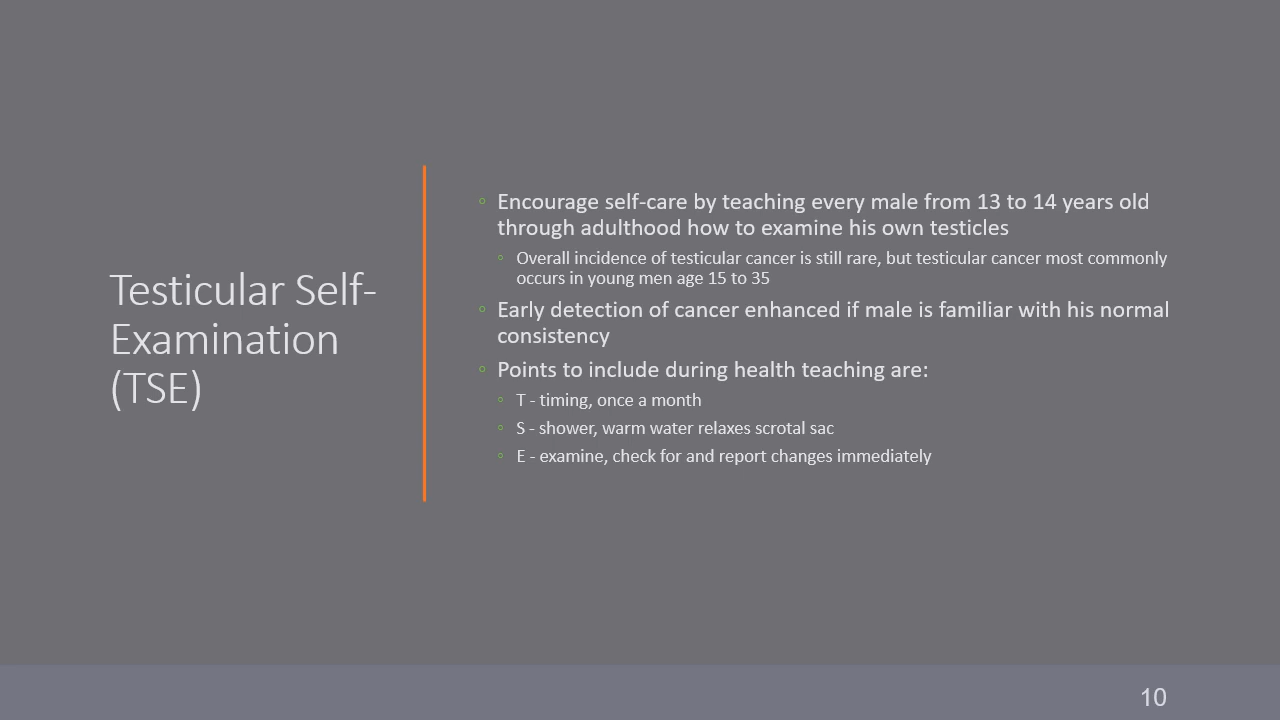 Testicular Self-
Examination
(TSE)
◦ Encourage self-care by teaching every male from 13 to 14 years old
through adulthood how to examine his own testicles
◦ Overall incidence of testicular cancer is still rare, but testicular cancer most commonly
occurs in young men age 15 to 35
◦ Early detection of cancer enhanced if male is familiar with his normal
consistency
◦ Points to include during health teaching are:
◦ T - timing, once a month
◦ S - shower, warm water relaxes scrotal sac
◦ E - examine, check for and report changes immediately
10